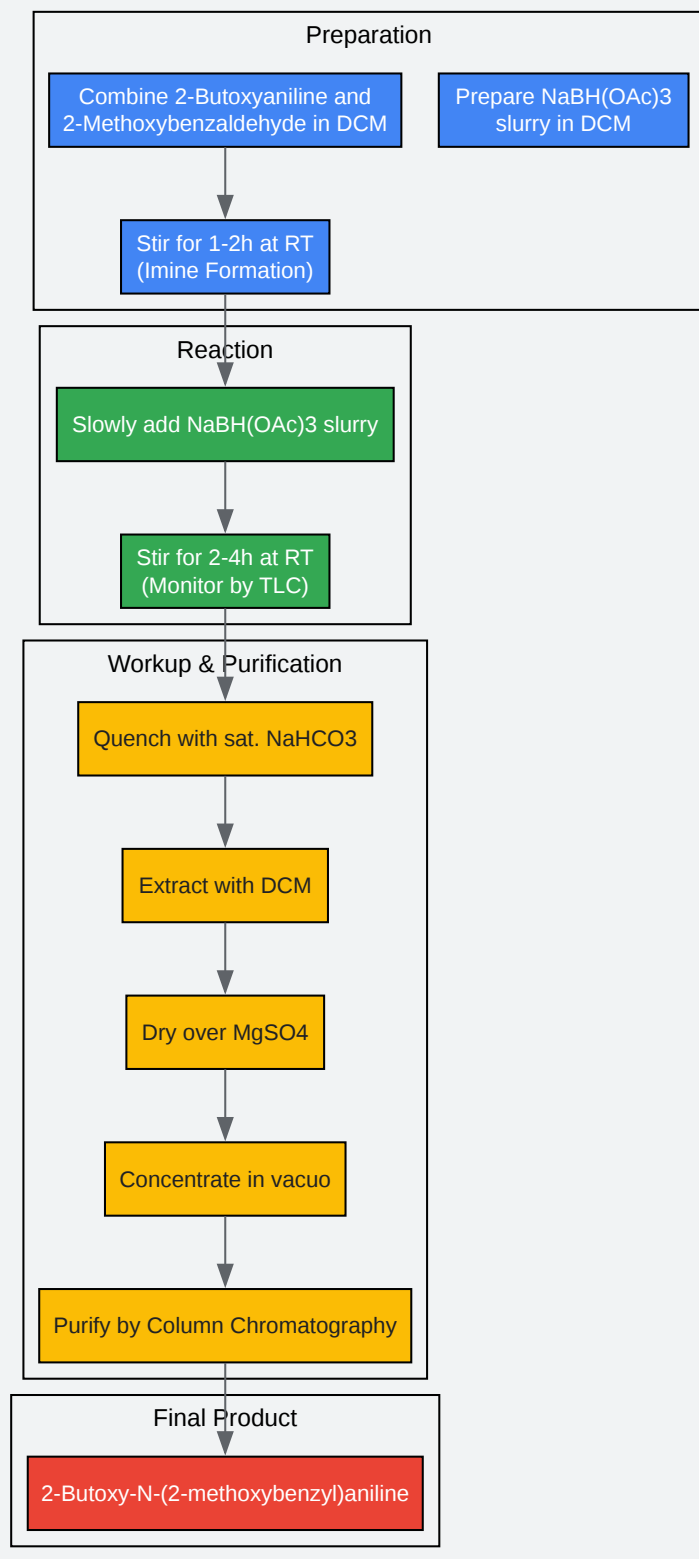 Preparation
Combine 2-Butoxyaniline and
2-Methoxybenzaldehyde in DCM
Prepare NaBH(OAc)3
slurry in DCM
Stir for 1-2h at RT
(Imine Formation)
Reaction
Slowly add NaBH(OAc)3 slurry
Stir for 2-4h at RT
(Monitor by TLC)
Workup & Purification
Quench with sat. NaHCO3
Extract with DCM
Dry over MgSO4
Concentrate in vacuo
Purify by Column Chromatography
Final Product
2-Butoxy-N-(2-methoxybenzyl)aniline